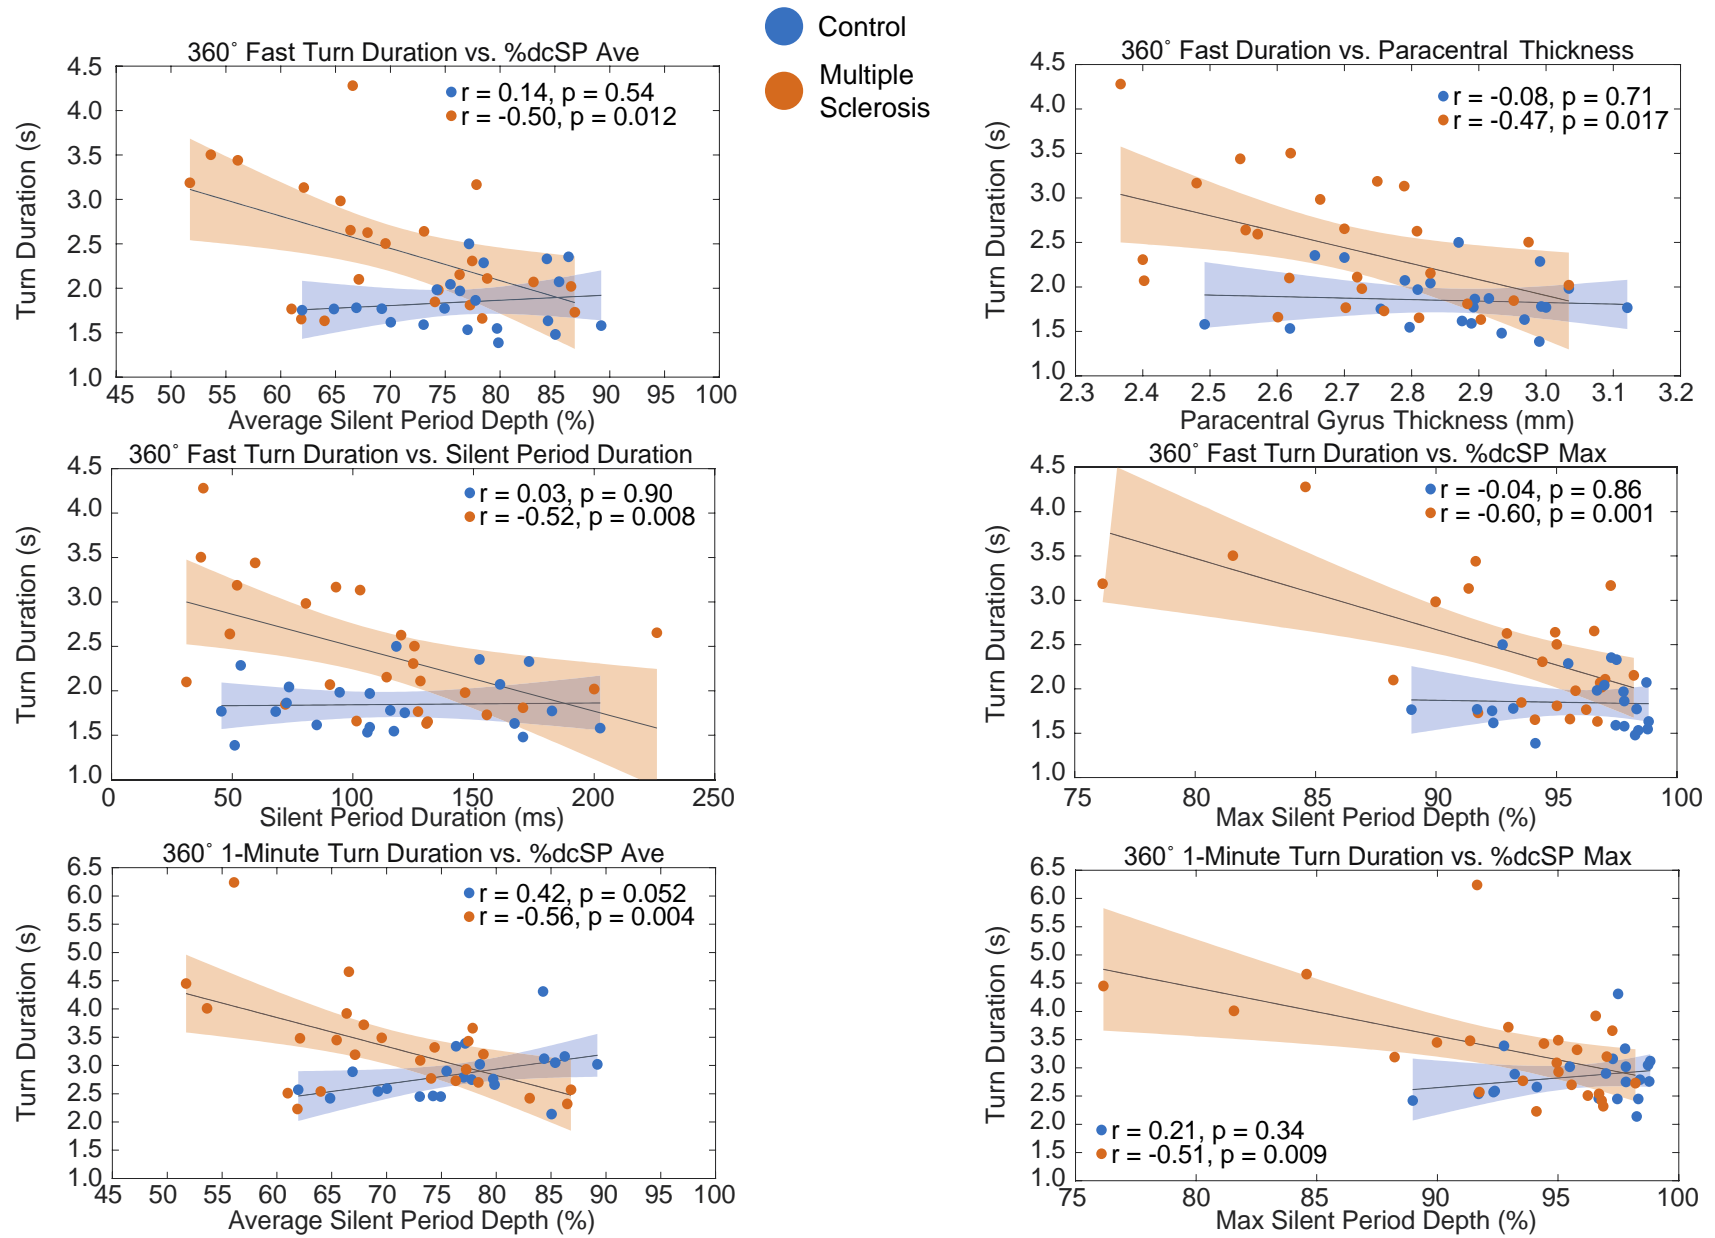 Control
Multiple
Sclerosis
360° Fast Turn Duration vs. %dcSP Ave
r = 0.14, p = 0.54
r = -0.50, p = 0.012
Turn Duration (s)
4.5
4.0
3.5
3.0
2.5
2.0
1.5
1.0
45 50 55 60 65 70 75 80 85 90 95 100
Average Silent Period Depth (%)
360° Fast Duration vs. Paracentral Thickness
r = -0.08, p = 0.71
r = -0.47, p = 0.017
Turn Duration (s)
4.5
4.0
3.5
3.0
2.5
2.0
1.5
1.0
2.3 2.4 2.5 2.6 2.7 2.8 2.9 3.0 3.1 3.2
Paracentral Gyrus Thickness (mm)
360° Fast Turn Duration vs. Silent Period Duration
r = 0.03, p = 0.90
r = -0.52, p = 0.008
Turn Duration (s)
4.5
4.0
3.5
3.0
2.5
2.0
1.5
1.0
0 50 100 150 200 250
Silent Period Duration (ms)
360° Fast Turn Duration vs. %dcSP Max
r = -0.04, p = 0.86
r = -0.60, p = 0.001
Turn Duration (s)
4.5
4.0
3.5
3.0
2.5
2.0
1.5
1.0
75 80 85 90 95 100
Max Silent Period Depth (%)
360° 1-Minute Turn Duration vs. %dcSP Ave
r = 0.42, p = 0.052
r = -0.56, p = 0.004
Turn Duration (s)
6.5
6.0
5.5
5.0
4.5
4.0
3.5
3.0
2.5
2.0
1.5
1.0
45 50 55 60 65 70 75 80 85 90 95 100
Average Silent Period Depth (%)
360° 1-Minute Turn Duration vs. %dcSP Max
r = 0.21, p = 0.34
r = -0.51, p = 0.009
Turn Duration (s)
6.5
6.0
5.5
5.0
4.5
4.0
3.5
3.0
2.5
2.0
1.5
1.0
75 80 85 90 95 100
Max Silent Period Depth (%)